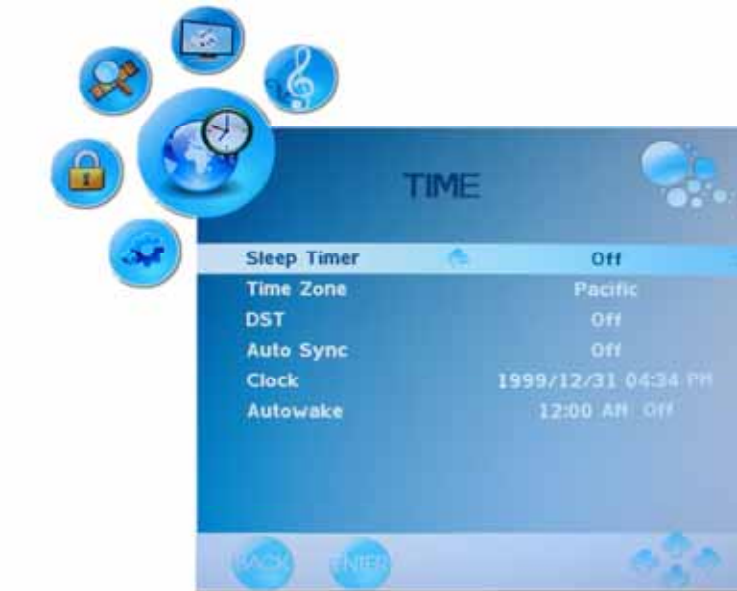 TIME
Sleep Timer Off
Time Zone Pacific
DST Off
Auto Sync Off
Clock 1999/12/31 04:34 PM
Autowake 12:00 AM Off
BACK ENTER